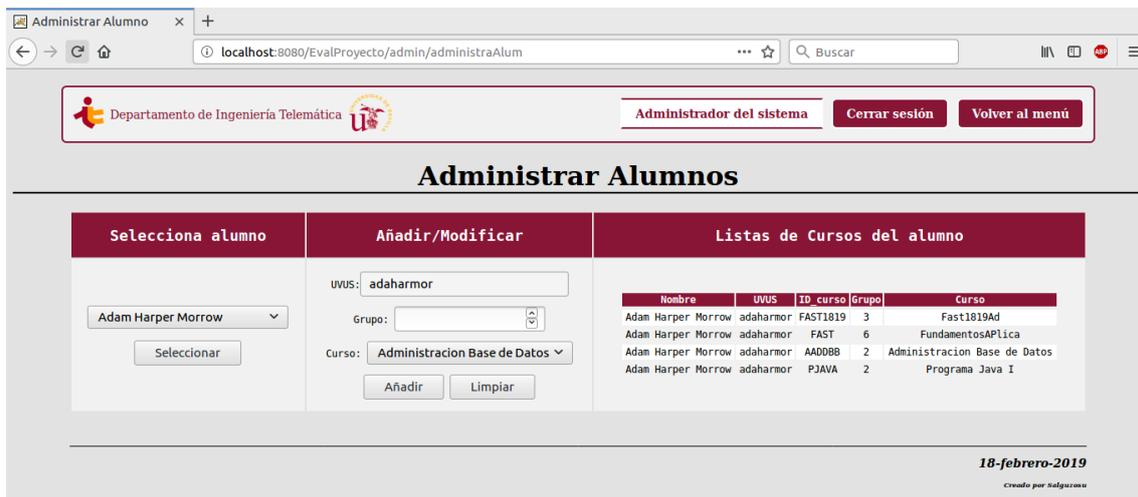 Administrar Alumno × +
localhost:8080/EvalProyecto/admin/administraAlum
Buscar
ABP
Departamento de Ingeniería Telemática
Administrador del sistema
Cerrar sesión
Volver al menú
Administrar Alumnos
Selecciona alumno
Añadir/Modificar
Listas de Cursos del alumno
Adam Harper Morrow
Seleccionar
UVUS: adaharmor
Grupo:
Curso: Administracion Base de Datos
Añadir Limpiar
Nombre UVUS ID_curso Grupo Curso
Adam Harper Morrow adaharmor FAST1819 3 Fast1819Ad
Adam Harper Morrow adaharmor FAST 6 FundamentosAPlica
Adam Harper Morrow adaharmor AADDBB 2 Administracion Base de Datos
Adam Harper Morrow adaharmor PJAVA 2 Programa Java I
18-febrero-2019
Creado por Salguzosu